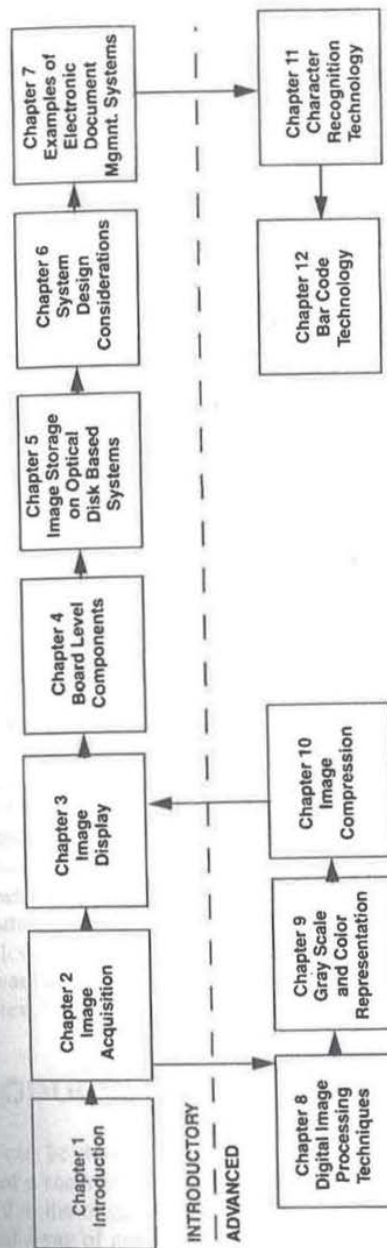 Chapter 1
Introduction
Chapter 2
Image
Acquisition
Chapter 3
Image
Display
Chapter 4
Board Level
Components
Chapter 5
Image Storage
on Optical
Disk Based
Systems
Chapter 6
System
Design
Considerations
Chapter 7
Examples of
Electronic
Document
Mgmnt. Systems
INTRODUCTORY
ADVANCED
Chapter 8
Digital Image
Processing
Techniques
Chapter 9
Gray Scale
and Color
Representation
Chapter 10
Image
Compression
Chapter 11
Character
Recognition
Technology
Chapter 12
Bar Code
Technology